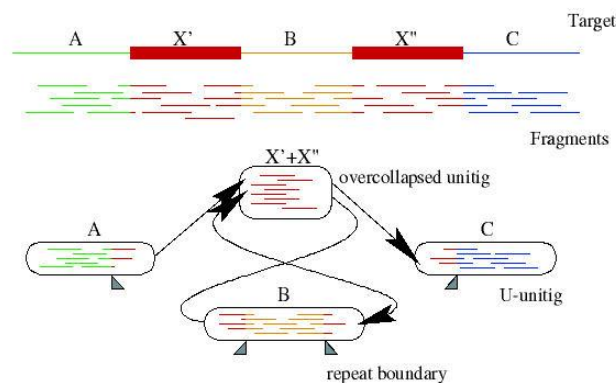 Target
A X' B X" C
Fragments
X'+X"
overcollapsed unitig
A C
U-unitig
B
repeat boundary